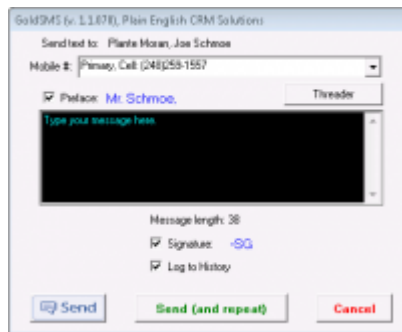 GoldSMS (v. 1.1.078), Plain English CRM Solutions
Send text to: Plante Moran, Joe Schmoe
Mobile #: Primary, Cell: (248)259-1557
Preface: Mr. Schmoe,
Threader
Type your message here.
Message length: 38
Signature: -SG
Log to History
Send
Send (and repeat)
Cancel